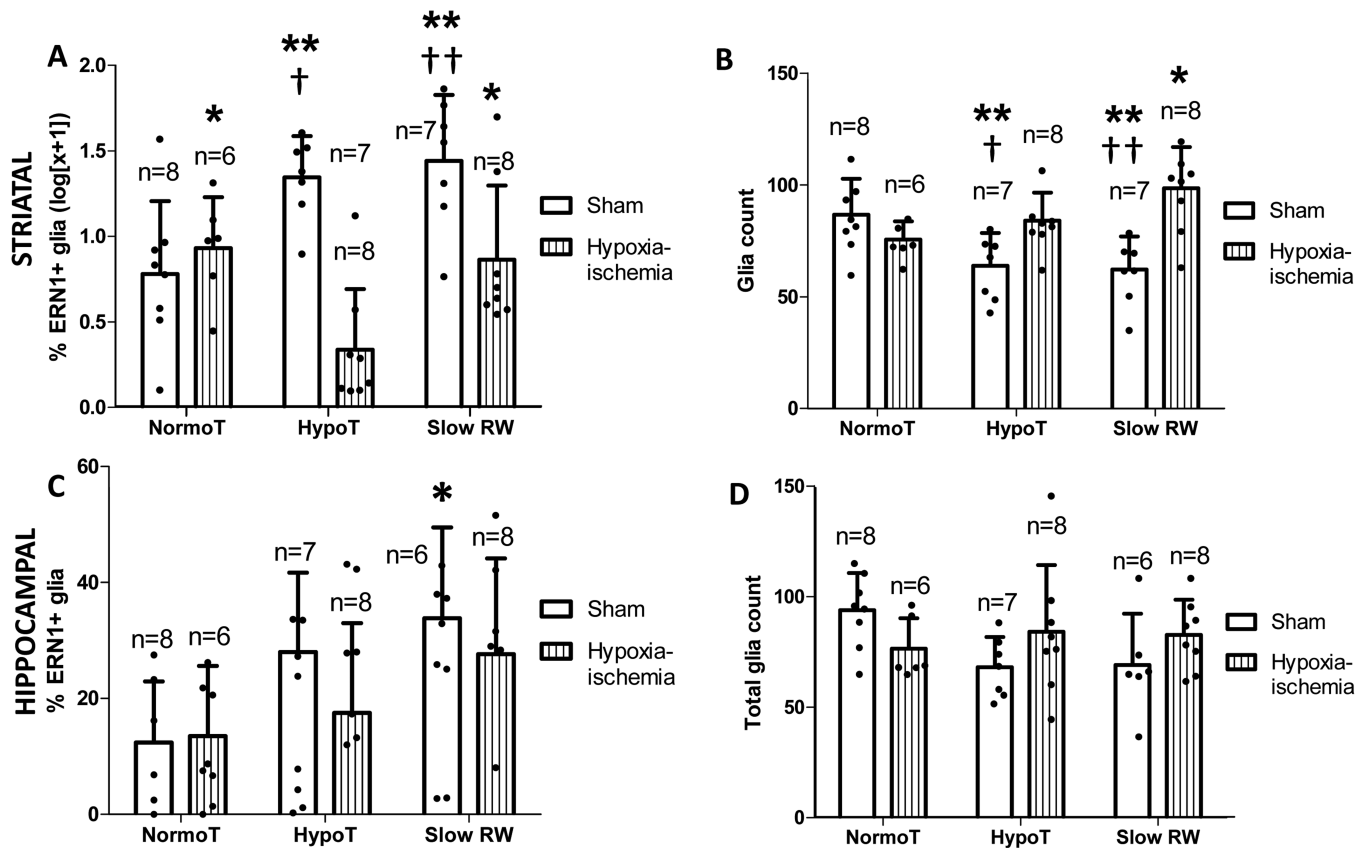 A
STRIATAL
% ERN1+ glia (log[x+1])
2.0
1.5
1.0
0.5
0.0
n=8
*
n=6
**
†
n=7
n=8
**
††
n=7
*
n=8
NormoT
HypoT
Slow RW
Sham
Hypoxia-
ischemia
B
Glia count
150
100
50
0
n=8
n=6
**
†
n=7
n=8
**
††
n=7
*
n=8
NormoT
HypoT
Slow RW
Sham
Hypoxia-
ischemia
C
HIPPOCAMPAL
% ERN1+ glia
60
40
20
0
n=8
n=6
n=7
n=8
*
n=6
n=8
NormoT
HypoT
Slow RW
Sham
Hypoxia-
ischemia
D
Total glia count
150
100
50
0
n=8
n=6
n=7
n=8
n=6
n=8
NormoT
HypoT
Slow RW
Sham
Hypoxia-
ischemia